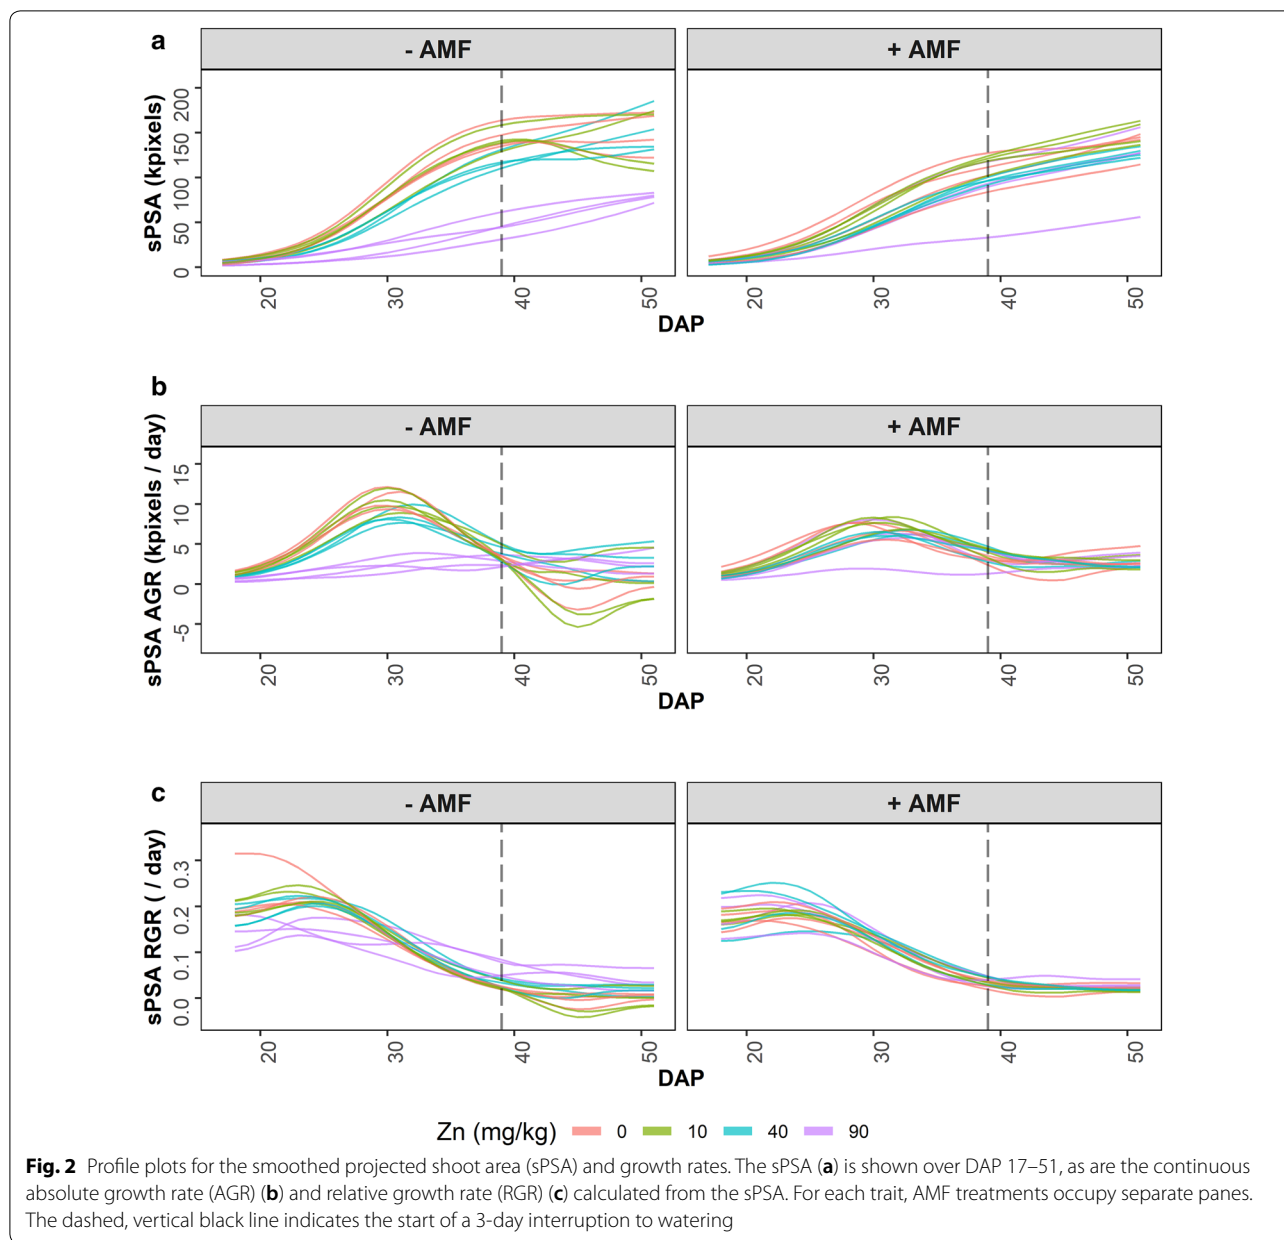 a
- AMF
+ AMF
sPSA (kpixels)
200
150
100
50
0
20
30
40
50
20
30
40
50
DAP
b
- AMF
+ AMF
sPSA AGR (kpixels / day)
15
10
5
0
-5
20
30
40
50
20
30
40
50
DAP
c
- AMF
+ AMF
sPSA RGR ( / day)
0.3
0.2
0.1
0.0
20
30
40
50
20
30
40
50
DAP
Zn (mg/kg) 0 10 40 90
Fig. 2 Profile plots for the smoothed projected shoot area (sPSA) and growth rates. The sPSA (a) is shown over DAP 17–51, as are the continuous
absolute growth rate (AGR) (b) and relative growth rate (RGR) (c) calculated from the sPSA. For each trait, AMF treatments occupy separate panes.
The dashed, vertical black line indicates the start of a 3-day interruption to watering